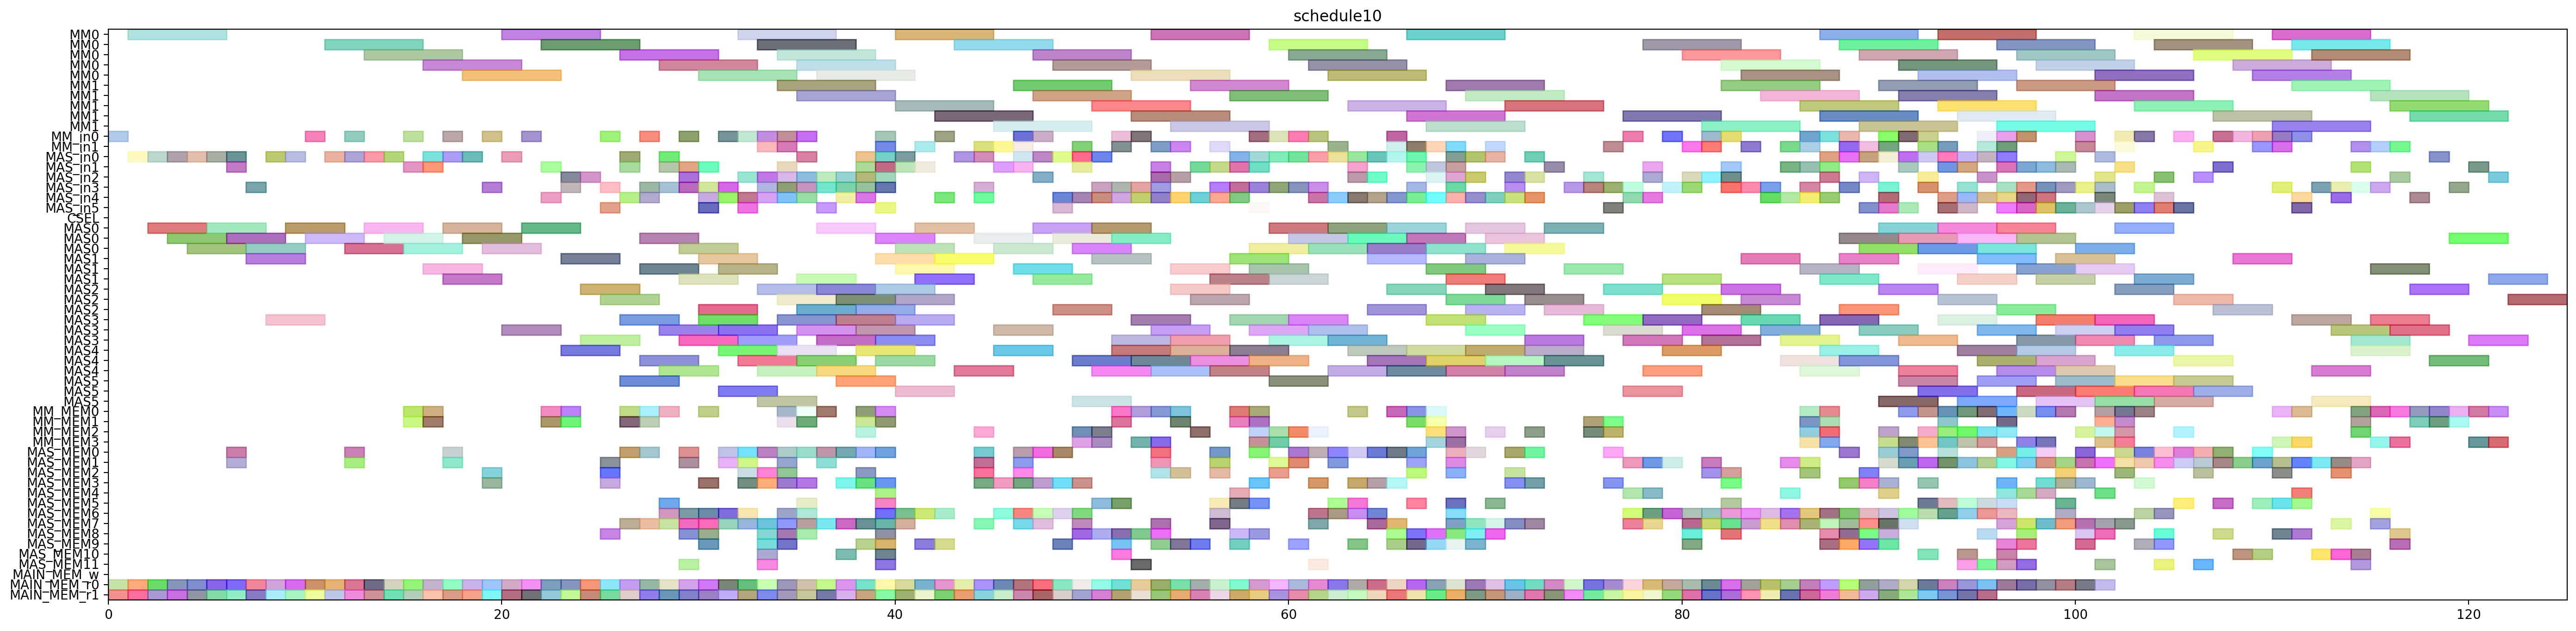 schedule10
MM0
MM0
MM0
MM0
MM0
MM1
MM1
MM1
MM1
MM1
MM_in0
MM_in1
MAS_in0
MAS_in1
MAS_in2
MAS_in3
MAS_in4
MAS_in5
CSEL
MAS0
MAS0
MAS0
MAS1
MAS1
MAS1
MAS2
MAS2
MAS2
MAS3
MAS3
MAS3
MAS4
MAS4
MAS4
MAS5
MAS5
MAS5
MM_MEM0
MM_MEM1
MM_MEM2
MM_MEM3
MAS_MEM0
MAS_MEM1
MAS_MEM2
MAS_MEM3
MAS_MEM4
MAS_MEM5
MAS_MEM6
MAS_MEM7
MAS_MEM8
MAS_MEM9
MAS_MEM10
MAS_MEM11
MAIN_MEM_w
MAIN_MEM_r0
MAIN_MEM_r1
0 20 40 60 80 100 120